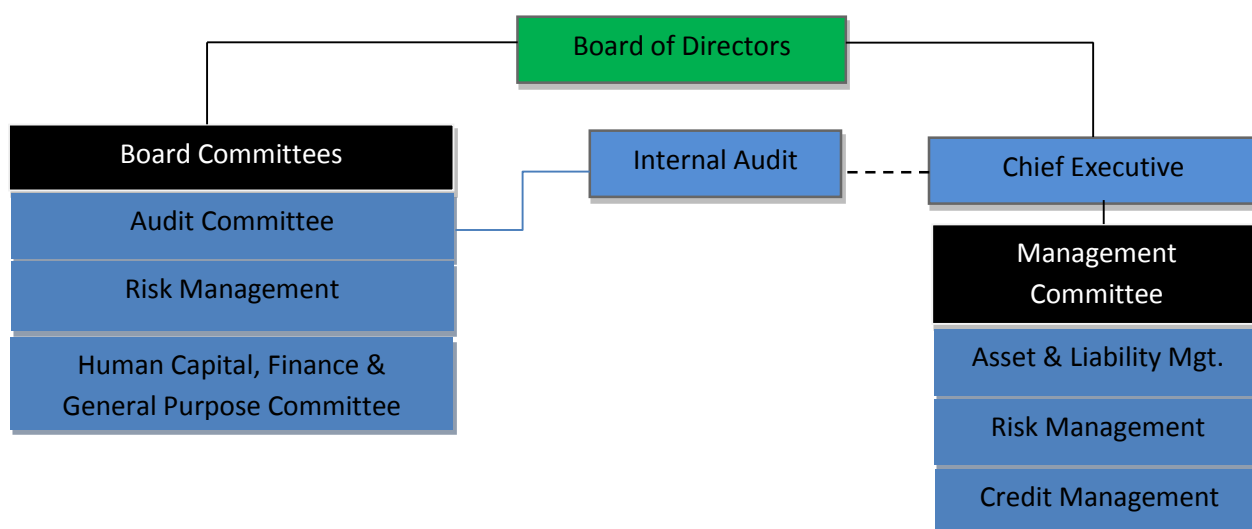 Board of Directors
Board Committees
Audit Committee
Risk Management
Human Capital, Finance &
General Purpose Committee
Internal Audit
Chief Executive
Management
Committee
Asset & Liability Mgt.
Risk Management
Credit Management